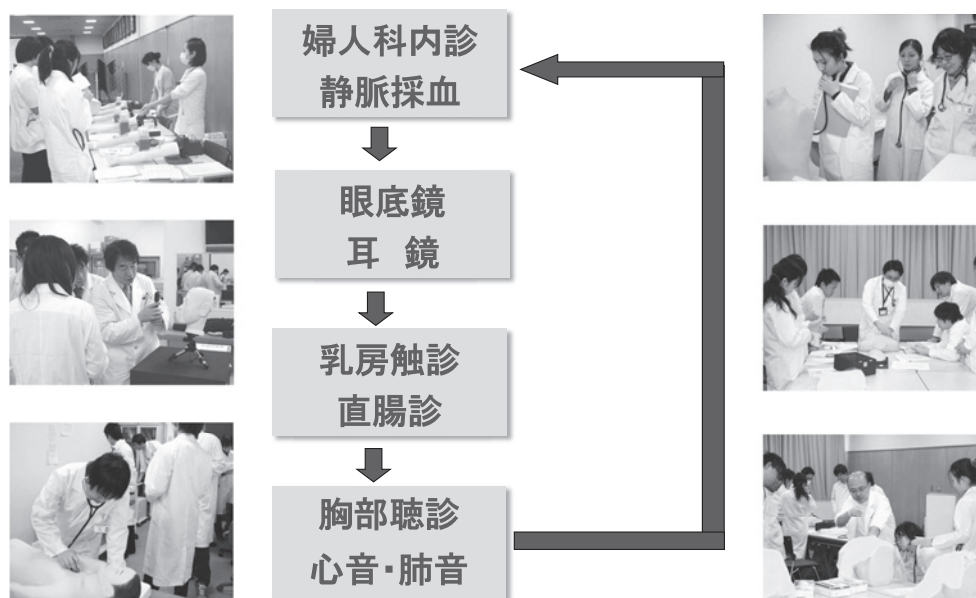 婦人科内診
静脈採血
眼底鏡
耳 鏡
乳房触診
直腸診
胸部聴診
心音・肺音